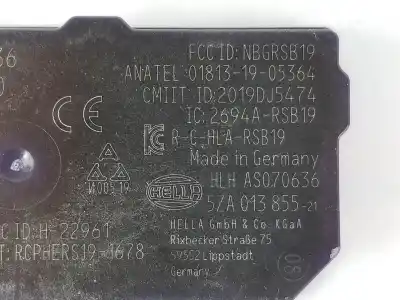 36
0
FCC ID: NBGRSB19
ANATEL 01813-19-05364
CMIIT ID:2019DJ5474
IC: 2694A-RSB19
R-C-HLA-RSB19
Made in Germany
HLH AS070636
HELLA
5ZA 013 855-21
C ID:H-22961
HELLA GmbH & Co. KGaA
Rixbecker Straße 75
T: RCPHERS19-1678
59552 Lippstadt
Germany